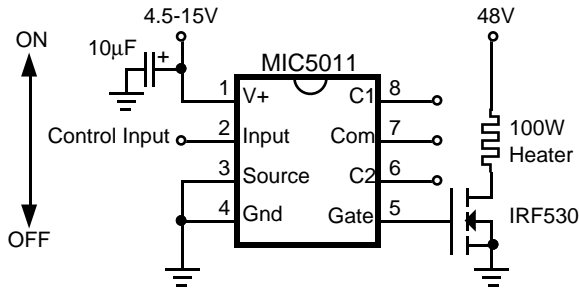 4.5-15V
48V
ON
10µF
+
MIC5011
1 V+ C1 8
Control Input 2 Input Com 7
100W
Heater
3 Source C2 6
4 Gnd Gate 5
IRF530
OFF